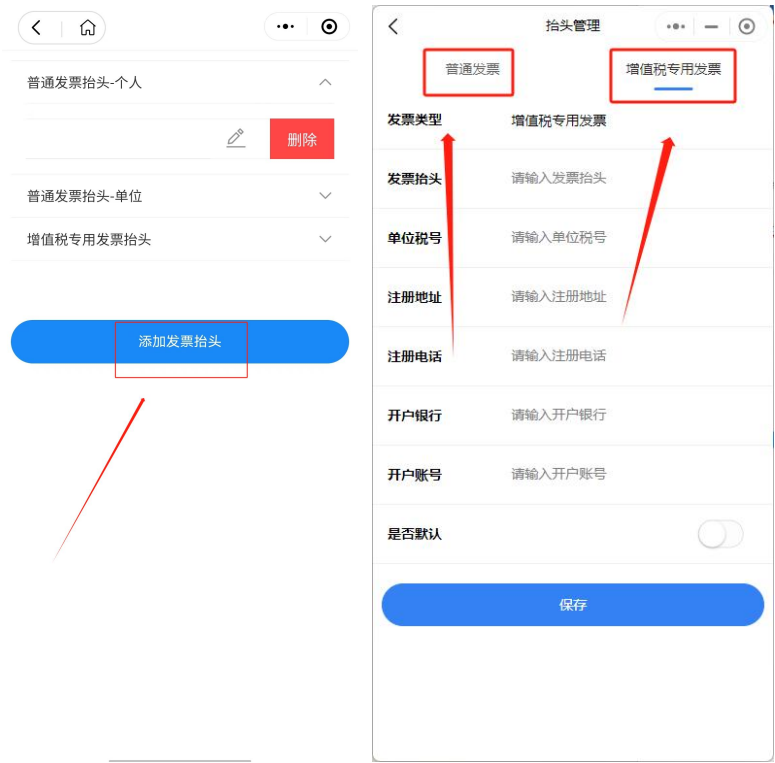 普通发票抬头-个人
删除
普通发票抬头-单位
增值税专用发票抬头
添加发票抬头
抬头管理
普通发票
增值税专用发票
发票类型 增值税专用发票
发票抬头 请输入发票抬头
单位税号 请输入单位税号
注册地址 请输入注册地址
注册电话 请输入注册电话
开户银行 请输入开户银行
开户账号 请输入开户账号
是否默认
保存